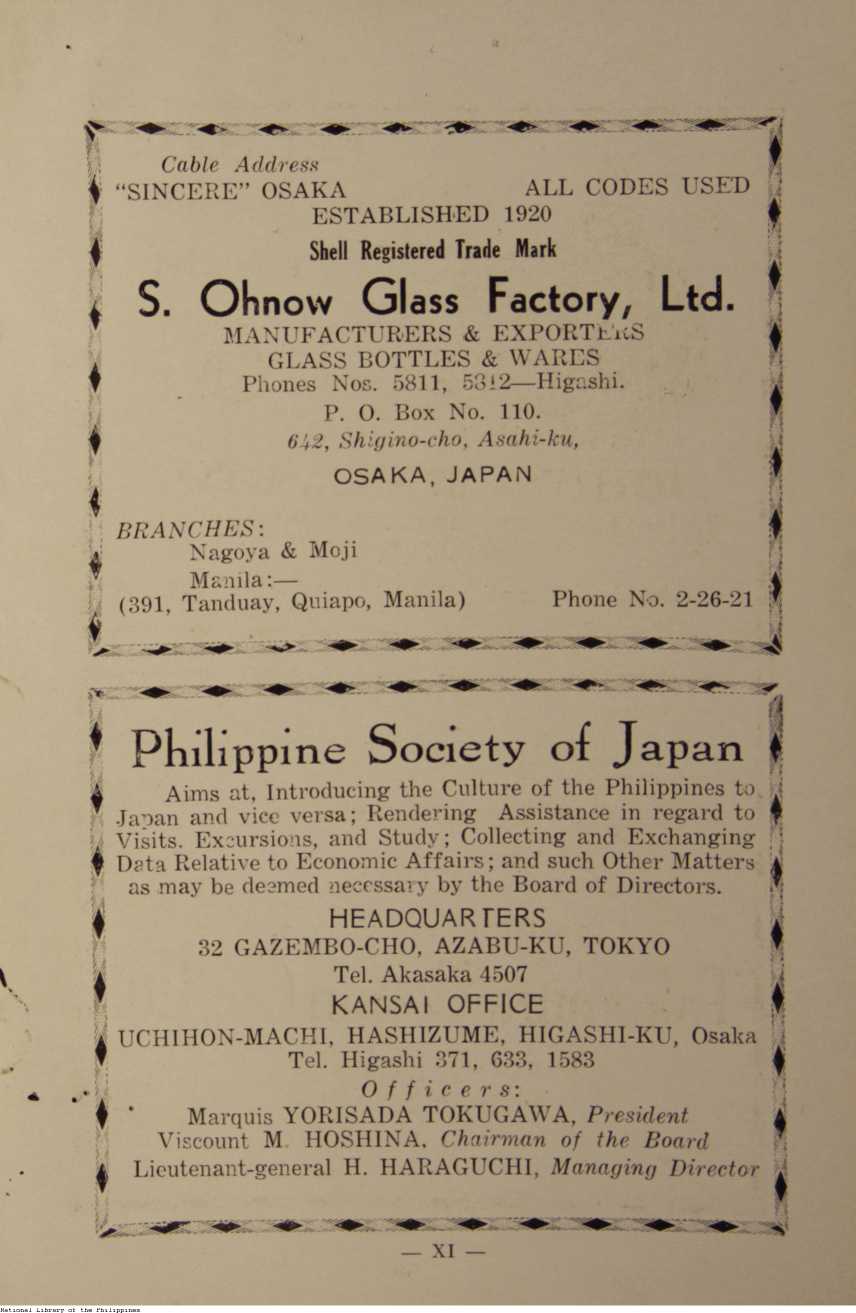 Cable Address
"SINCERE" OSAKA ALL CODES USED
ESTABLISHED 1920
Shell Registered Trade Mark
S. Ohnow Glass Factory, Ltd.
MANUFACTURERS & EXPORTERS
GLASS BOTTLES & WARES
Phones Nos. 5811, 5312—Higashi.
P. O. Box No. 110.
642, Shigino-cho, Asahi-ku,
OSAKA, JAPAN
BRANCHES:
Nagoya & Moji
Manila:—
(391, Tanduay, Quiapo, Manila) Phone No. 2-26-21
Philippine Society of Japan
Aims at, Introducing the Culture of the Philippines to
Japan and vice versa; Rendering Assistance in regard to
Visits. Excursions, and Study; Collecting and Exchanging
Data Relative to Economic Affairs; and such Other Matters
as may be deemed necessary by the Board of Directors.
HEADQUARTERS
32 GAZEMBO-CHO, AZABU-KU, TOKYO
Tel. Akasaka 4507
KANSAI OFFICE
UCHIHON-MACHI, HASHIZUME, HIGASHI-KU, Osaka
Tel. Higashi 371, 633, 1583
Officers:
Marquis YORISADA TOKUGAWA, President
Viscount M. HOSHINA. Chairman of the Board
Lieutenant-general H. HARAGUCHI, Managing Director
— XI —
National Library of the Philippines